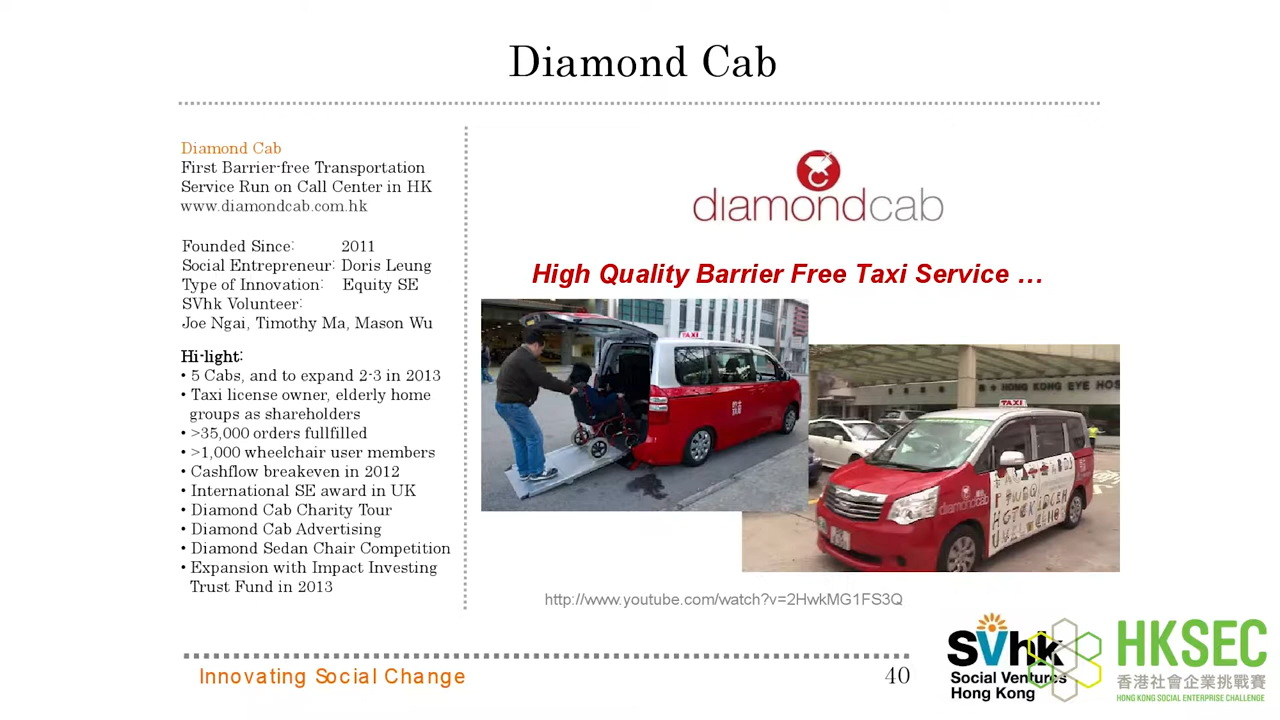 Diamond Cab
Diamond Cab
First Barrier-free Transportation
Service Run on Call Center in HK
www.diamondcab.com.hk
Founded Since: 2011
Social Entrepreneur: Doris Leung
Type of Innovation: Equity SE
SVhk Volunteer:
Joe Ngai, Timothy Ma, Mason Wu
Hi-light:
• 5 Cabs, and to expand 2-3 in 2013
• Taxi license owner, elderly home
groups as shareholders
• >35,000 orders fullfilled
• >1,000 wheelchair user members
• Cashflow breakeven in 2012
• International SE award in UK
• Diamond Cab Charity Tour
• Diamond Cab Advertising
• Diamond Sedan Chair Competition
• Expansion with Impact Investing
Trust Fund in 2013
diamondcab
High Quality Barrier Free Taxi Service …
TAXI
HONG KONG EYE HOS
TAXI
diamondcab
http://www.youtube.com/watch?v=2HwkMG1FS3Q
Innovating Social Change
40
SVhk
Social Ventures
Hong Kong
HKSEC
香港社會企業挑戰賽
HONG KONG SOCIAL ENTERPRISE CHALLENGE